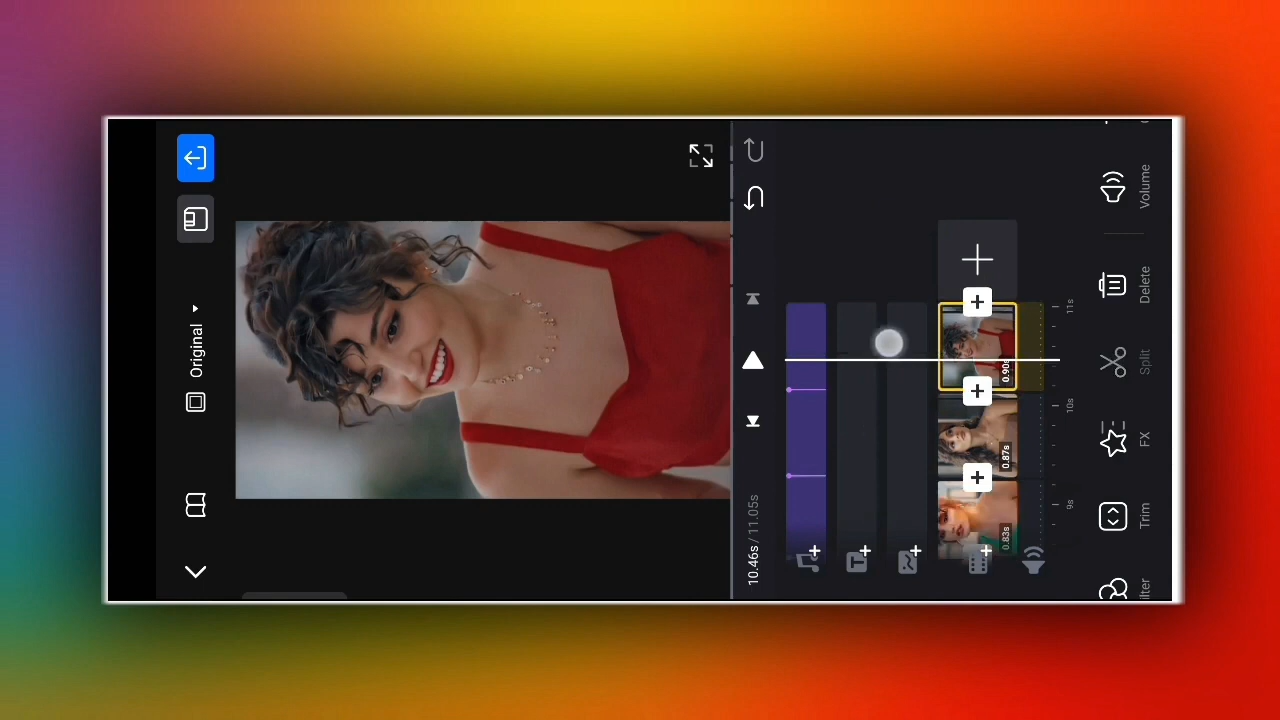 Original
10.46s / 11.05s
0.83s
0.87s
0.90s
9s
10s
11s
Trim
FX
Split
Delete
Volume